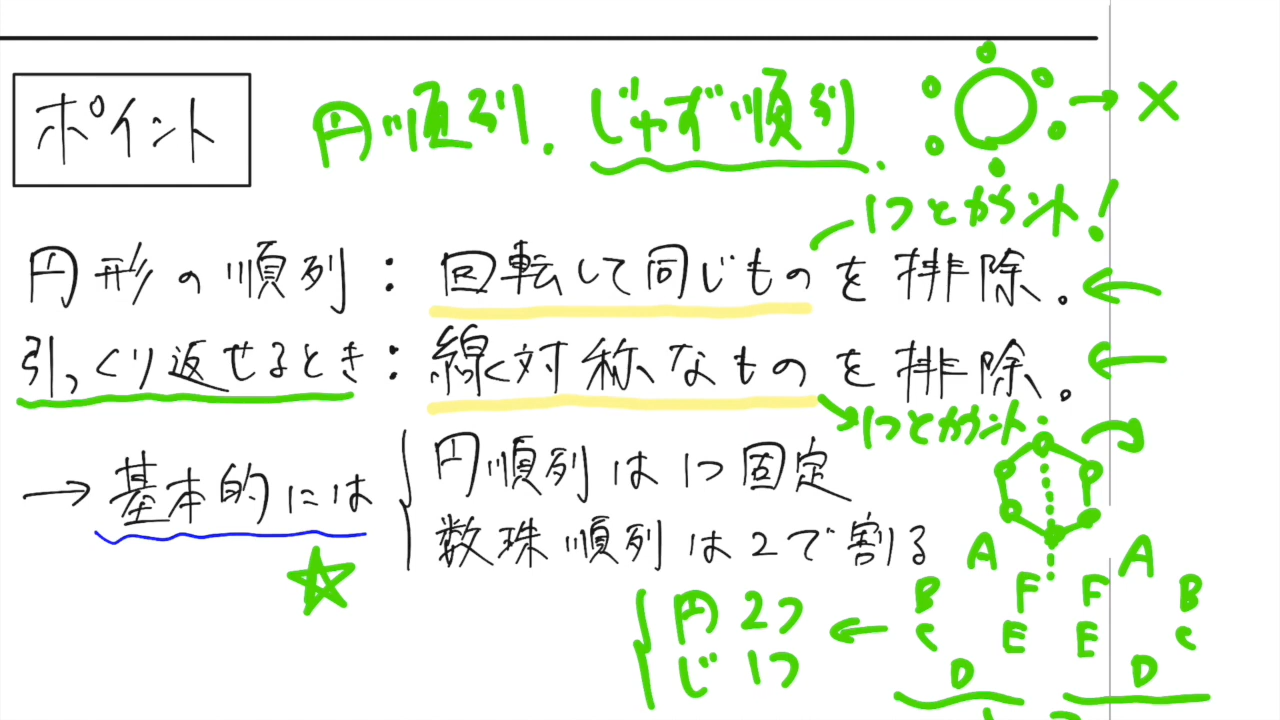 ポイント
円順列. じゅず順列.
→ ×
1つとカウント!
円形の順列：回転して同じものを排除。←
引っくり返せるとき：線対称なものを排除。←
1つとカウント
→ 基本的には
円順列は1つ固定
数珠順列は2で割る
A A
B F F B
C E E C
D D
円 2つ ←
じ 1つ